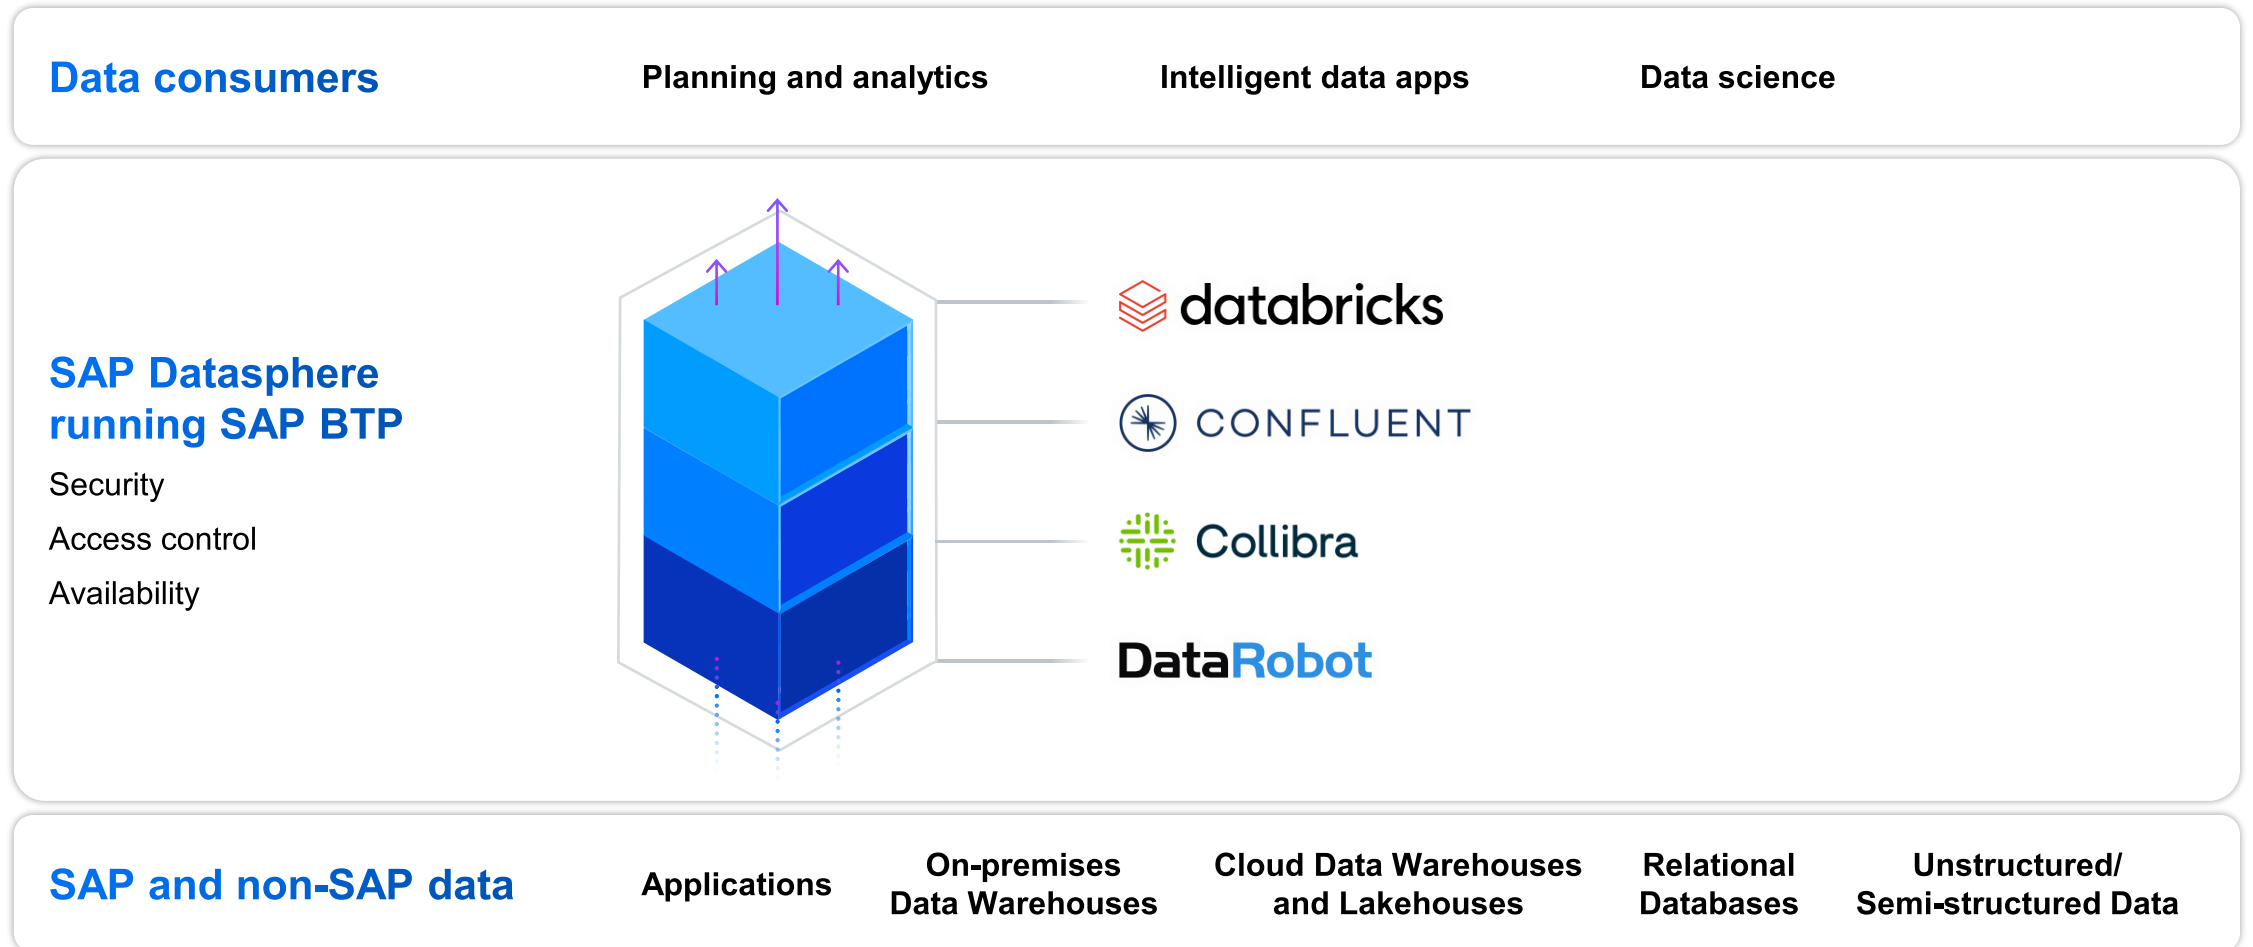 Data consumers
Planning and analytics
Intelligent data apps
Data science
SAP Datasphere
running SAP BTP
Security
Access control
Availability
databricks
CONFLUENT
Collibra
DataRobot
SAP and non-SAP data
Applications
On-premises
Data Warehouses
Cloud Data Warehouses
and Lakehouses
Relational
Databases
Unstructured/
Semi-structured Data